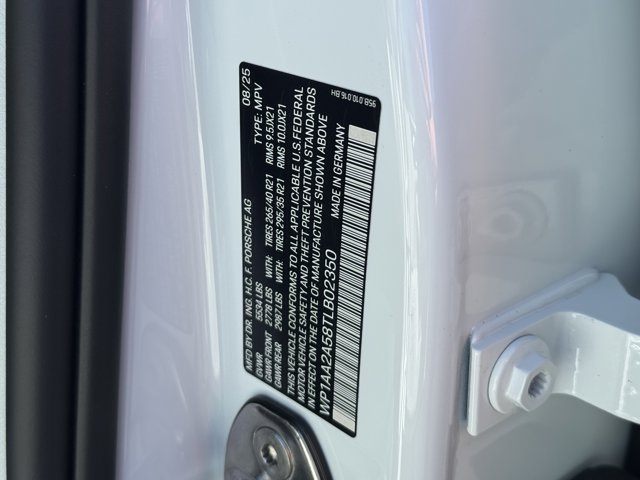 MFD BY DR. ING. H.C. F. PORSCHE AG 08/25
GVWR 5534 LBS TYPE: MPV
GAWR FRONT 2778 LBS WITH: TIRES 265/40 R21 RIMS 9.5JX21
GAWR REAR 2987 LBS WITH: TIRES 295/35 R21 RIMS 10.0JX21
THIS VEHICLE CONFORMS TO ALL APPLICABLE U.S. FEDERAL
MOTOR VEHICLE SAFETY AND THEFT PREVENTION STANDARDS
IN EFFECT ON THE DATE OF MANUFACTURE SHOWN ABOVE
WP1AA2A58TLB02350 MADE IN GERMANY
95B.010.016.BH